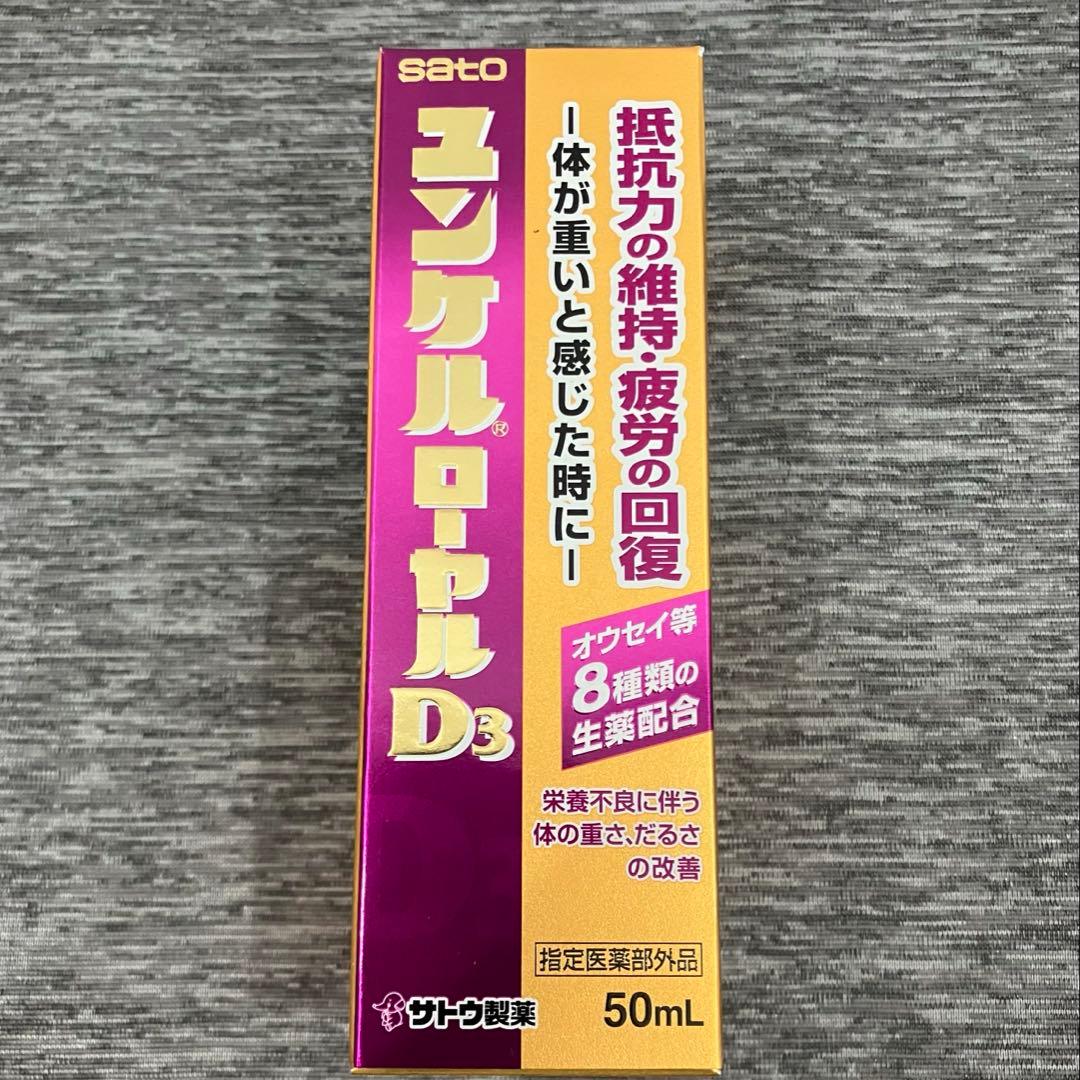 sato
ユンケル®ローヤルD3
抵抗力の維持・疲労の回復
ー体が重いと感じた時にー
オウセイ等
8種類の
生薬配合
栄養不良に伴う
体の重さ、だるさ
の改善
指定医薬部外品
サトウ製薬
50mL